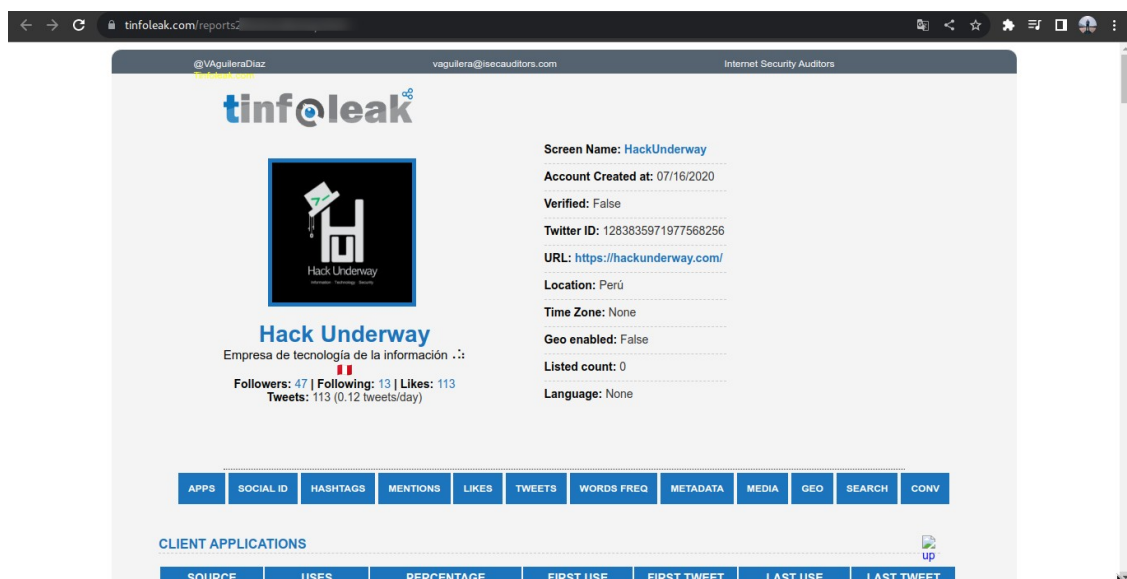 tinfoleak.com/reports2
@VAguileraDiaz vaguilera@isecauditors.com Internet Security Auditors
Tinfoleak.com
tinfoleak
Hack Underway
Information · Technology · Security
Hack Underway
Empresa de tecnología de la información .:
Followers: 47 | Following: 13 | Likes: 113
Tweets: 113 (0.12 tweets/day)
Screen Name: HackUnderway
Account Created at: 07/16/2020
Verified: False
Twitter ID: 1283835971977568256
URL: https://hackunderway.com/
Location: Perú
Time Zone: None
Geo enabled: False
Listed count: 0
Language: None
APPS SOCIAL ID HASHTAGS MENTIONS LIKES TWEETS WORDS FREQ METADATA MEDIA GEO SEARCH CONV
CLIENT APPLICATIONS
up
SOURCE USES PERCENTAGE FIRST USE FIRST TWEET LAST USE LAST TWEET